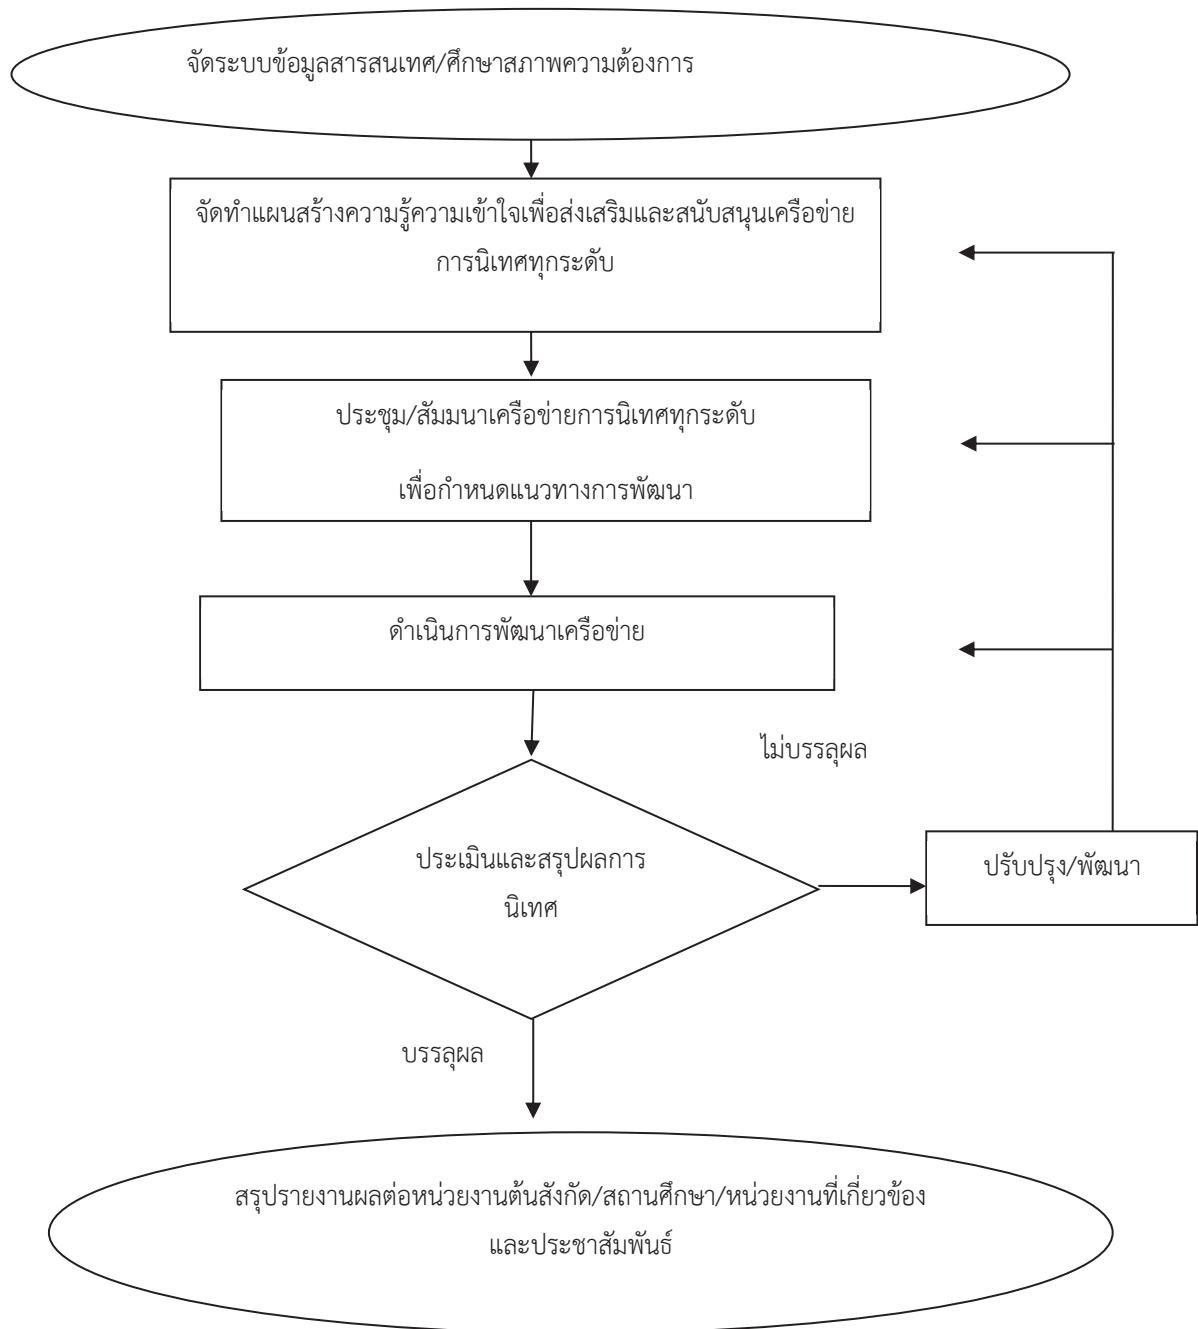 จัดระบบข้อมูลสารสนเทศ/ศึกษาสภาพความต้องการ
จัดทำแผนสร้างความรู้ความเข้าใจเพื่อส่งเสริมและสนับสนุนเครือข่าย
การนิเทศทุกระดับ
ประชุม/สัมมนาเครือข่ายการนิเทศทุกระดับ
เพื่อกำหนดแนวทางการพัฒนา
ดำเนินการพัฒนาเครือข่าย
ไม่บรรลุผล
ประเมินและสรุปผลการ
นิเทศ
ปรับปรุง/พัฒนา
บรรลุผล
สรุปรายงานผลต่อหน่วยงานต้นสังกัด/สถานศึกษา/หน่วยงานที่เกี่ยวข้อง
และประชาสัมพันธ์